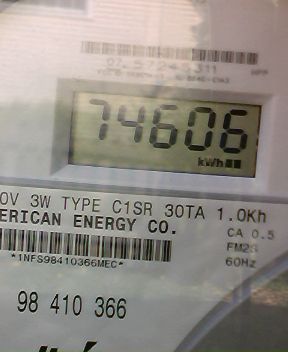 74606
kWh
0V 3W TYPE C1SR 30TA 1.0Kh
ERICAN ENERGY CO.
CA 0.5
FM2S
60Hz
*1NFS98410366MEC*
98 410 366